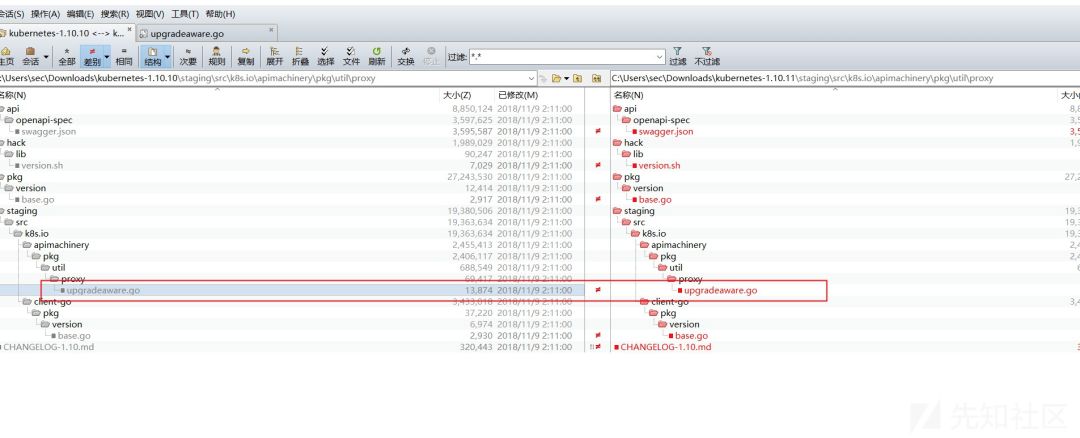 会话(S) 操作(A) 编辑(E) 搜索(R) 视图(V) 工具(T) 帮助(H)
kubernetes-1.10.10 <--> k... upgradeaware.go
主页 会话 全部 差别 相同 结构 次要 规则 复制 展开 折叠 选择 文件 刷新 交换 停止 过滤: *.* 过滤 不过滤
:\Users\sec\Downloads\kubernetes-1.10.10\staging\src\k8s.io\apimachinery\pkg\util\proxy C:\Users\sec\Downloads\kubernetes-1.10.11\staging\src\k8s.io\apimachinery\pkg\util\proxy
名称(N) 大小(Z) 已修改(M) 名称(N) 大小(Z)
api 8,850,124 2018/11/9 2:11:00 api 8,8
openapi-spec 3,597,625 2018/11/9 2:11:00 openapi-spec 3,5
swagger.json 3,595,587 2018/11/9 2:11:00 swagger.json 3,5
hack 1,989,029 2018/11/9 2:11:00 hack 1,9
lib 90,247 2018/11/9 2:11:00 lib
version.sh 7,029 2018/11/9 2:11:00 version.sh
pkg 27,243,530 2018/11/9 2:11:00 pkg 27,2
version 12,414 2018/11/9 2:11:00 version
base.go 2,917 2018/11/9 2:11:00 base.go
staging 19,380,506 2018/11/9 2:11:00 staging 19,3
src 19,363,634 2018/11/9 2:11:00 src 19,3
k8s.io 19,363,634 2018/11/9 2:11:00 k8s.io 19,3
apimachinery 2,455,413 2018/11/9 2:11:00 apimachinery 2,4
pkg 2,406,117 2018/11/9 2:11:00 pkg 2,4
util 688,549 2018/11/9 2:11:00 util 6
proxy 69,417 2018/11/9 2:11:00 proxy
upgradeaware.go 13,874 2018/11/9 2:11:00 upgradeaware.go
client-go 3,433,018 2018/11/9 2:11:00 client-go 3,4
pkg 37,220 2018/11/9 2:11:00 pkg
version 6,974 2018/11/9 2:11:00 version
base.go 2,930 2018/11/9 2:11:00 base.go
CHANGELOG-1.10.md 320,443 2018/11/9 2:11:00 CHANGELOG-1.10.md 3
先知社区